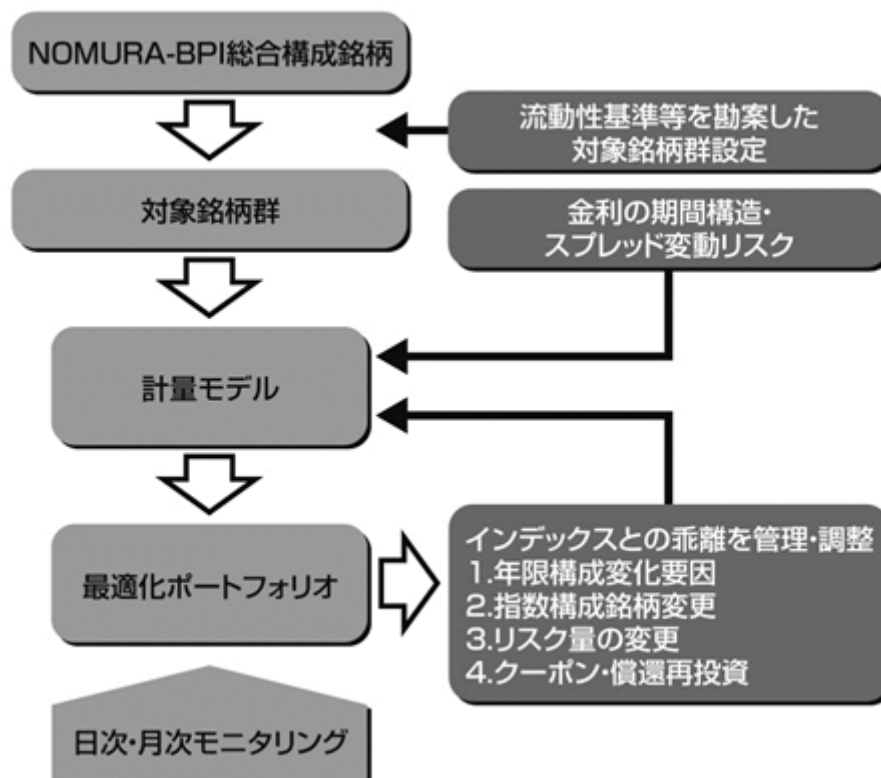 NOMURA-BPI総合構成銘柄
流動性基準等を勘案した
対象銘柄群設定
対象銘柄群
金利の期間構造・
スプレッド変動リスク
計量モデル
最適化ポートフォリオ
インデックスとの乖離を管理・調整
1.年限構成変化要因
2.指数構成銘柄変更
3.リスク量の変更
4.クーポン・償還再投資
日次・月次モニタリング